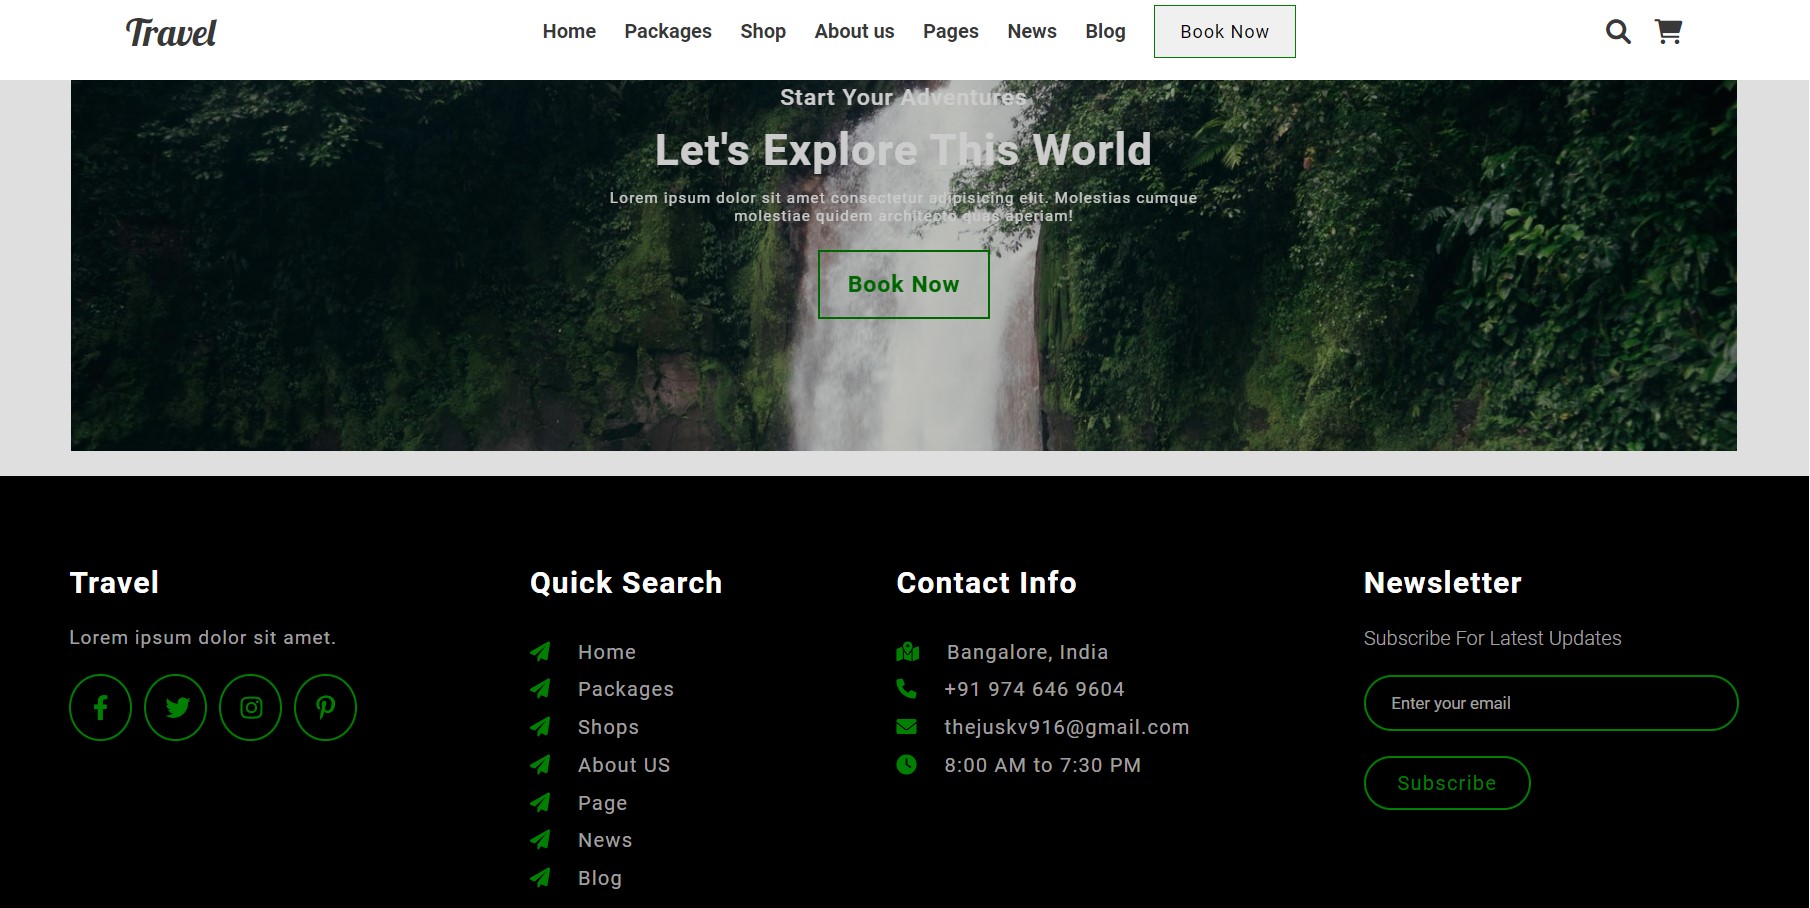 Travel
Home Packages Shop About us Pages News Blog Book Now
Start Your Adventures
Let's Explore This World
Lorem ipsum dolor sit amet consectetur adipisicing elit. Molestias cumque
molestiae quidem architecto quas aperiam!
Book Now
Travel
Lorem ipsum dolor sit amet.
Quick Search
Home
Packages
Shops
About US
Page
News
Blog
Contact Info
Bangalore, India
+91 974 646 9604
thejuskv916@gmail.com
8:00 AM to 7:30 PM
Newsletter
Subscribe For Latest Updates
Enter your email
Subscribe